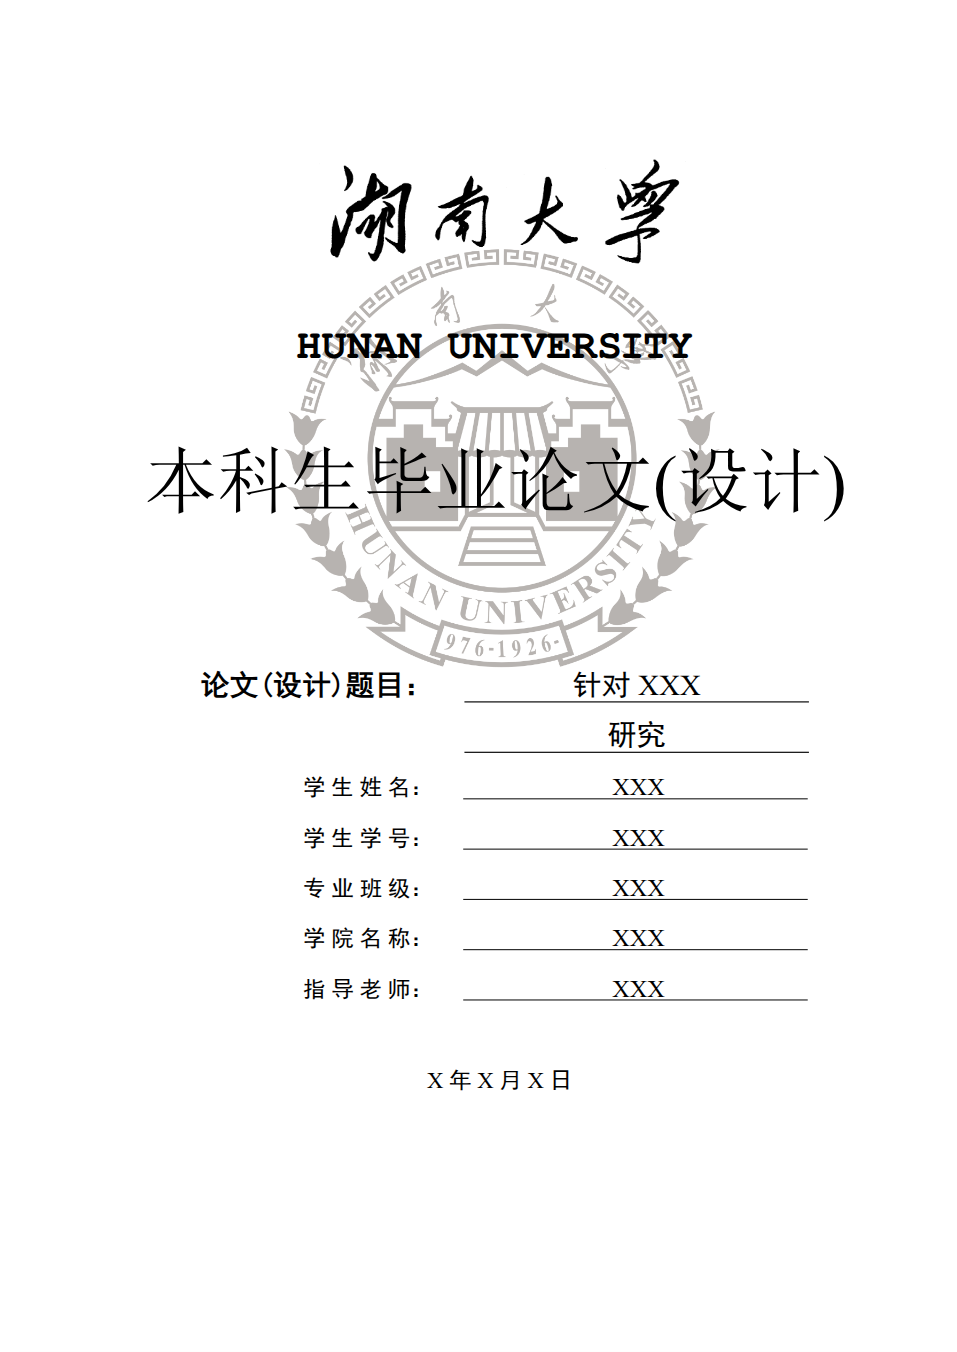 湖南大學
湖南大學
HUNAN UNIVERSITY
本科生毕业论文(设计)
HUNAN UNIVERSITY
976-1926-
论文(设计)题目： 针对 XXX
研究
学生姓名： XXX
学生学号： XXX
专业班级： XXX
学院名称： XXX
指导老师： XXX
X 年 X 月 X 日